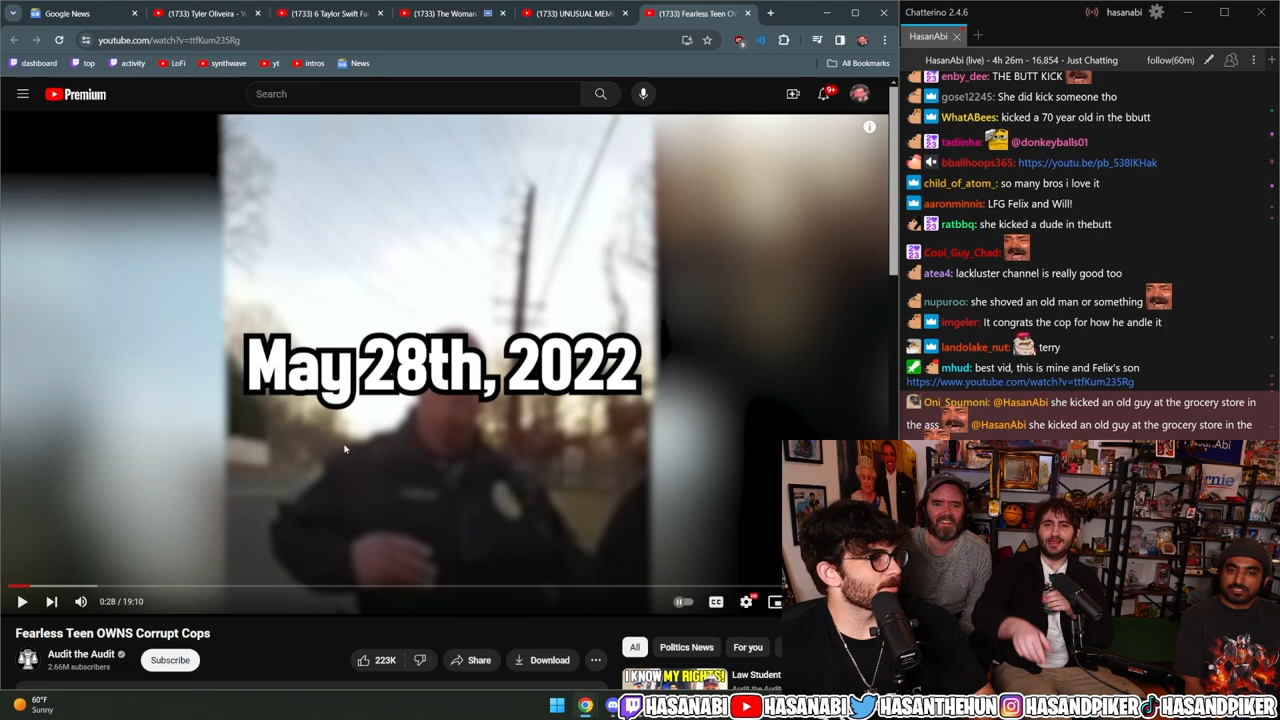 (1733) Tyler Oliveira - Y
(1733) 6 Taylor Swift Fa
(1733) The Woman
(1733) UNUSUAL MEM
(1733) Fearless Teen OW
Google News
youtube.com/watch?v=ttfKum235Rg
dashboard
top
activity
LoFi
synthwave
yt
intros
News
All Bookmarks
Premium
Search
9+
May 28th, 2022
0:28 / 19:10
CC
HD
Fearless Teen OWNS Corrupt Cops
Audit the Audit
2.66M subscribers
Subscribe
223K
Share
Download
All
Politics News
For you
I KNOW MY RIGHTS!
Law Student
60°F
Sunny
Chatterino 2.4.6
hasanabi
HasanAbi
HasanAbi (live) - 4h 26m - 16,854 - Just Chatting
follow(60m)
enby_dee: THE BUTT KICK
gose12245: She did kick someone tho
WhatABees: kicked a 70 year old in the bbutt
tadiinha: @donkeyballs01
bballhoops365: https://youtu.be/pb_538IKHak
child_of_atom_: so many bros i love it
aaronminnis: LFG Felix and Will!
ratbbq: she kicked a dude in thebutt
Cool_Guy_Chad:
atea4: lackluster channel is really good too
nupuroo: she shoved an old man or something
imgeler: It congrats the cop for how he andle it
landolake_nut: terry
mhud: best vid, this is mine and Felix's son
https://www.youtube.com/watch?v=ttfKum235Rg
Oni_Spumoni: @HasanAbi she kicked an old guy at the grocery store in
the ass @HasanAbi she kicked an old guy at the grocery store in the
HASANABI
HASANABI
HASANTHEHUN
HASANDPIKER
HASANDPIKER